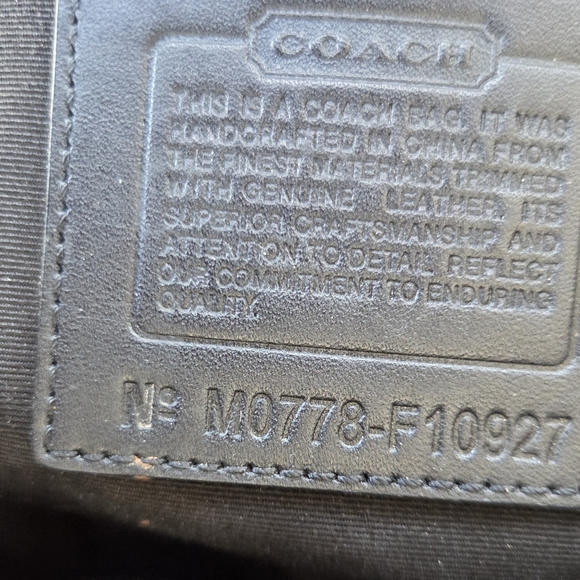 COACH
THIS IS A COACH BAG. IT WAS
HANDCRAFTED IN CHINA FROM
THE FINEST MATERIALS TRIMMED
WITH GENUINE LEATHER. ITS
SUPERIOR CRAFTSMANSHIP AND
ATTENTION TO DETAIL REFLECT
OUR COMMITMENT TO ENDURING
QUALITY.
Nº M0778-F10927